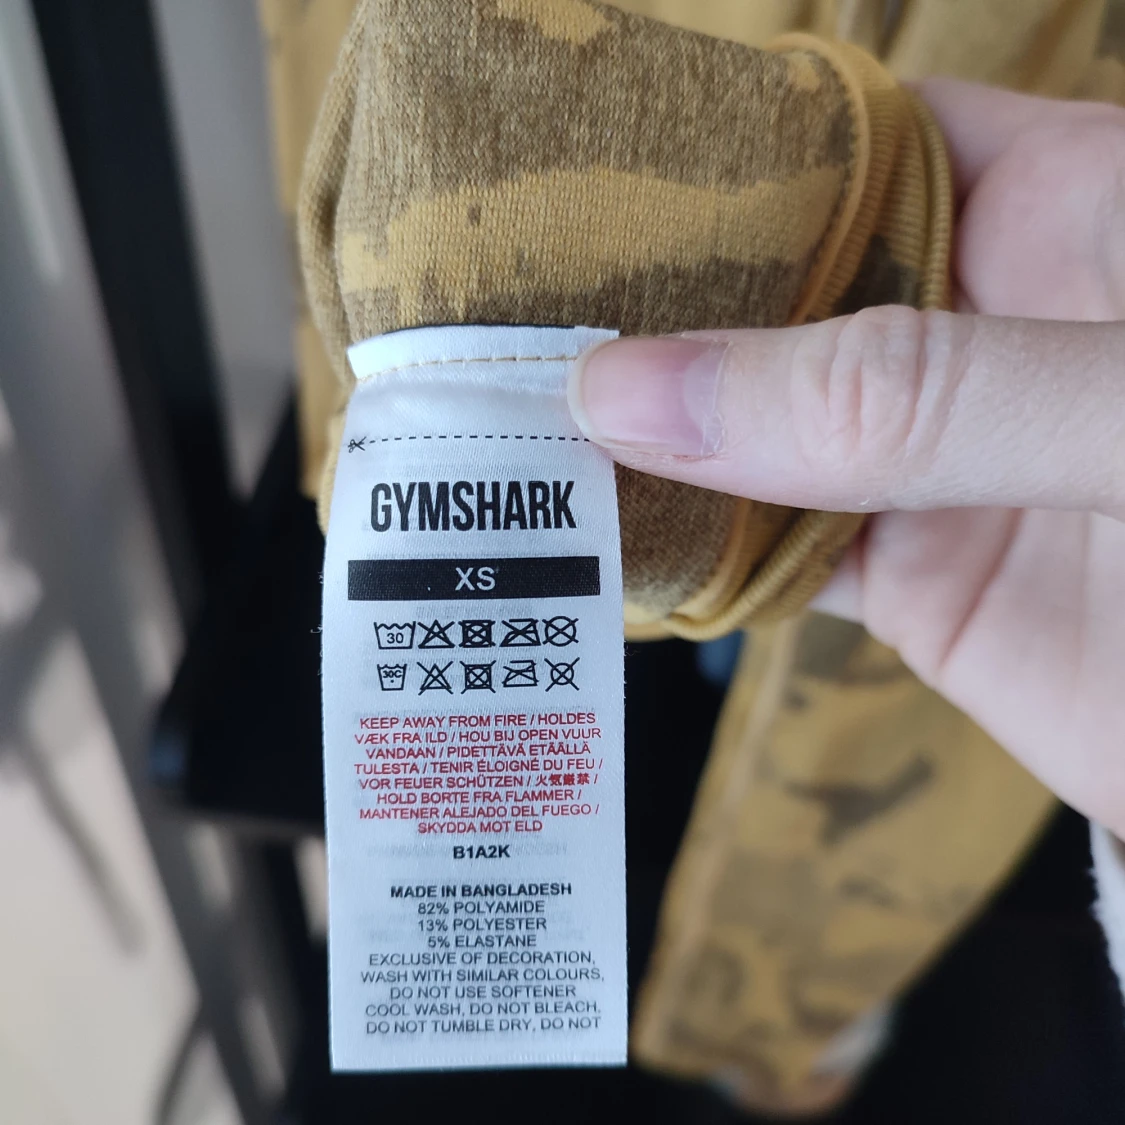 GYMSHARK
XS
30
30C
KEEP AWAY FROM FIRE / HOLDES
VÆK FRA ILD / HOU BIJ OPEN VUUR
VANDAAN / PIDETTÄVÄ ETÄÄLLÄ
TULESTA / TENIR ÉLOIGNÉ DU FEU /
VOR FEUER SCHÜTZEN / 火気厳禁 /
HOLD BORTE FRA FLAMMER /
MANTENER ALEJADO DEL FUEGO /
SKYDDA MOT ELD
B1A2K
MADE IN BANGLADESH
82% POLYAMIDE
13% POLYESTER
5% ELASTANE
EXCLUSIVE OF DECORATION,
WASH WITH SIMILAR COLOURS,
DO NOT USE SOFTENER
COOL WASH, DO NOT BLEACH,
DO NOT TUMBLE DRY, DO NOT